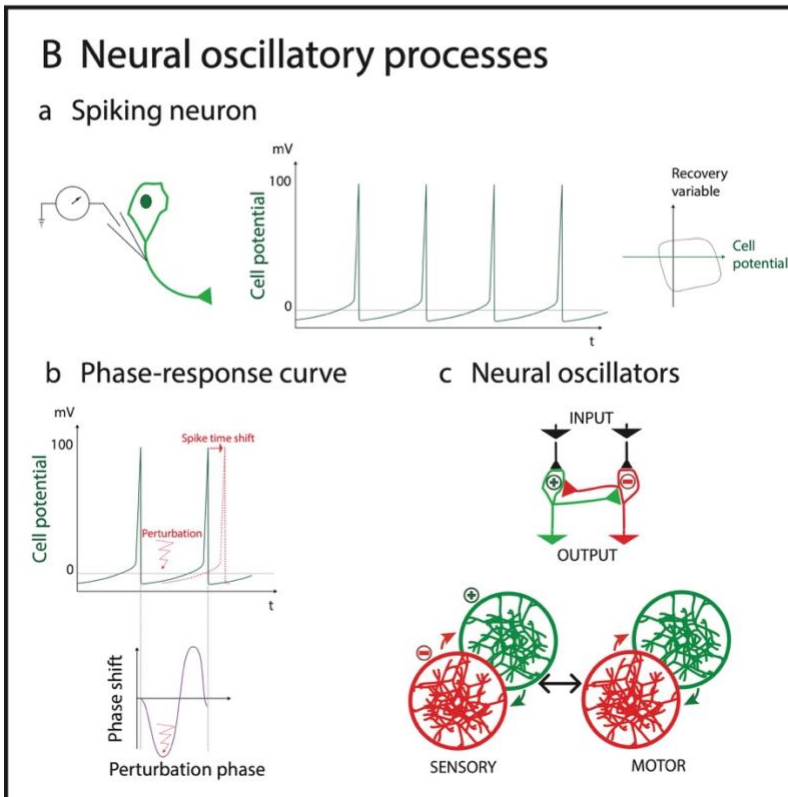 B Neural oscillatory processes
a Spiking neuron
mV
100
0
Cell potential
t
Recovery
variable
Cell
potential
b Phase-response curve
mV
100
0
Cell potential
Spike time shift
Perturbation
t
Phase shift
Perturbation phase
c Neural oscillators
INPUT
+
−
OUTPUT
+
−
SENSORY
MOTOR